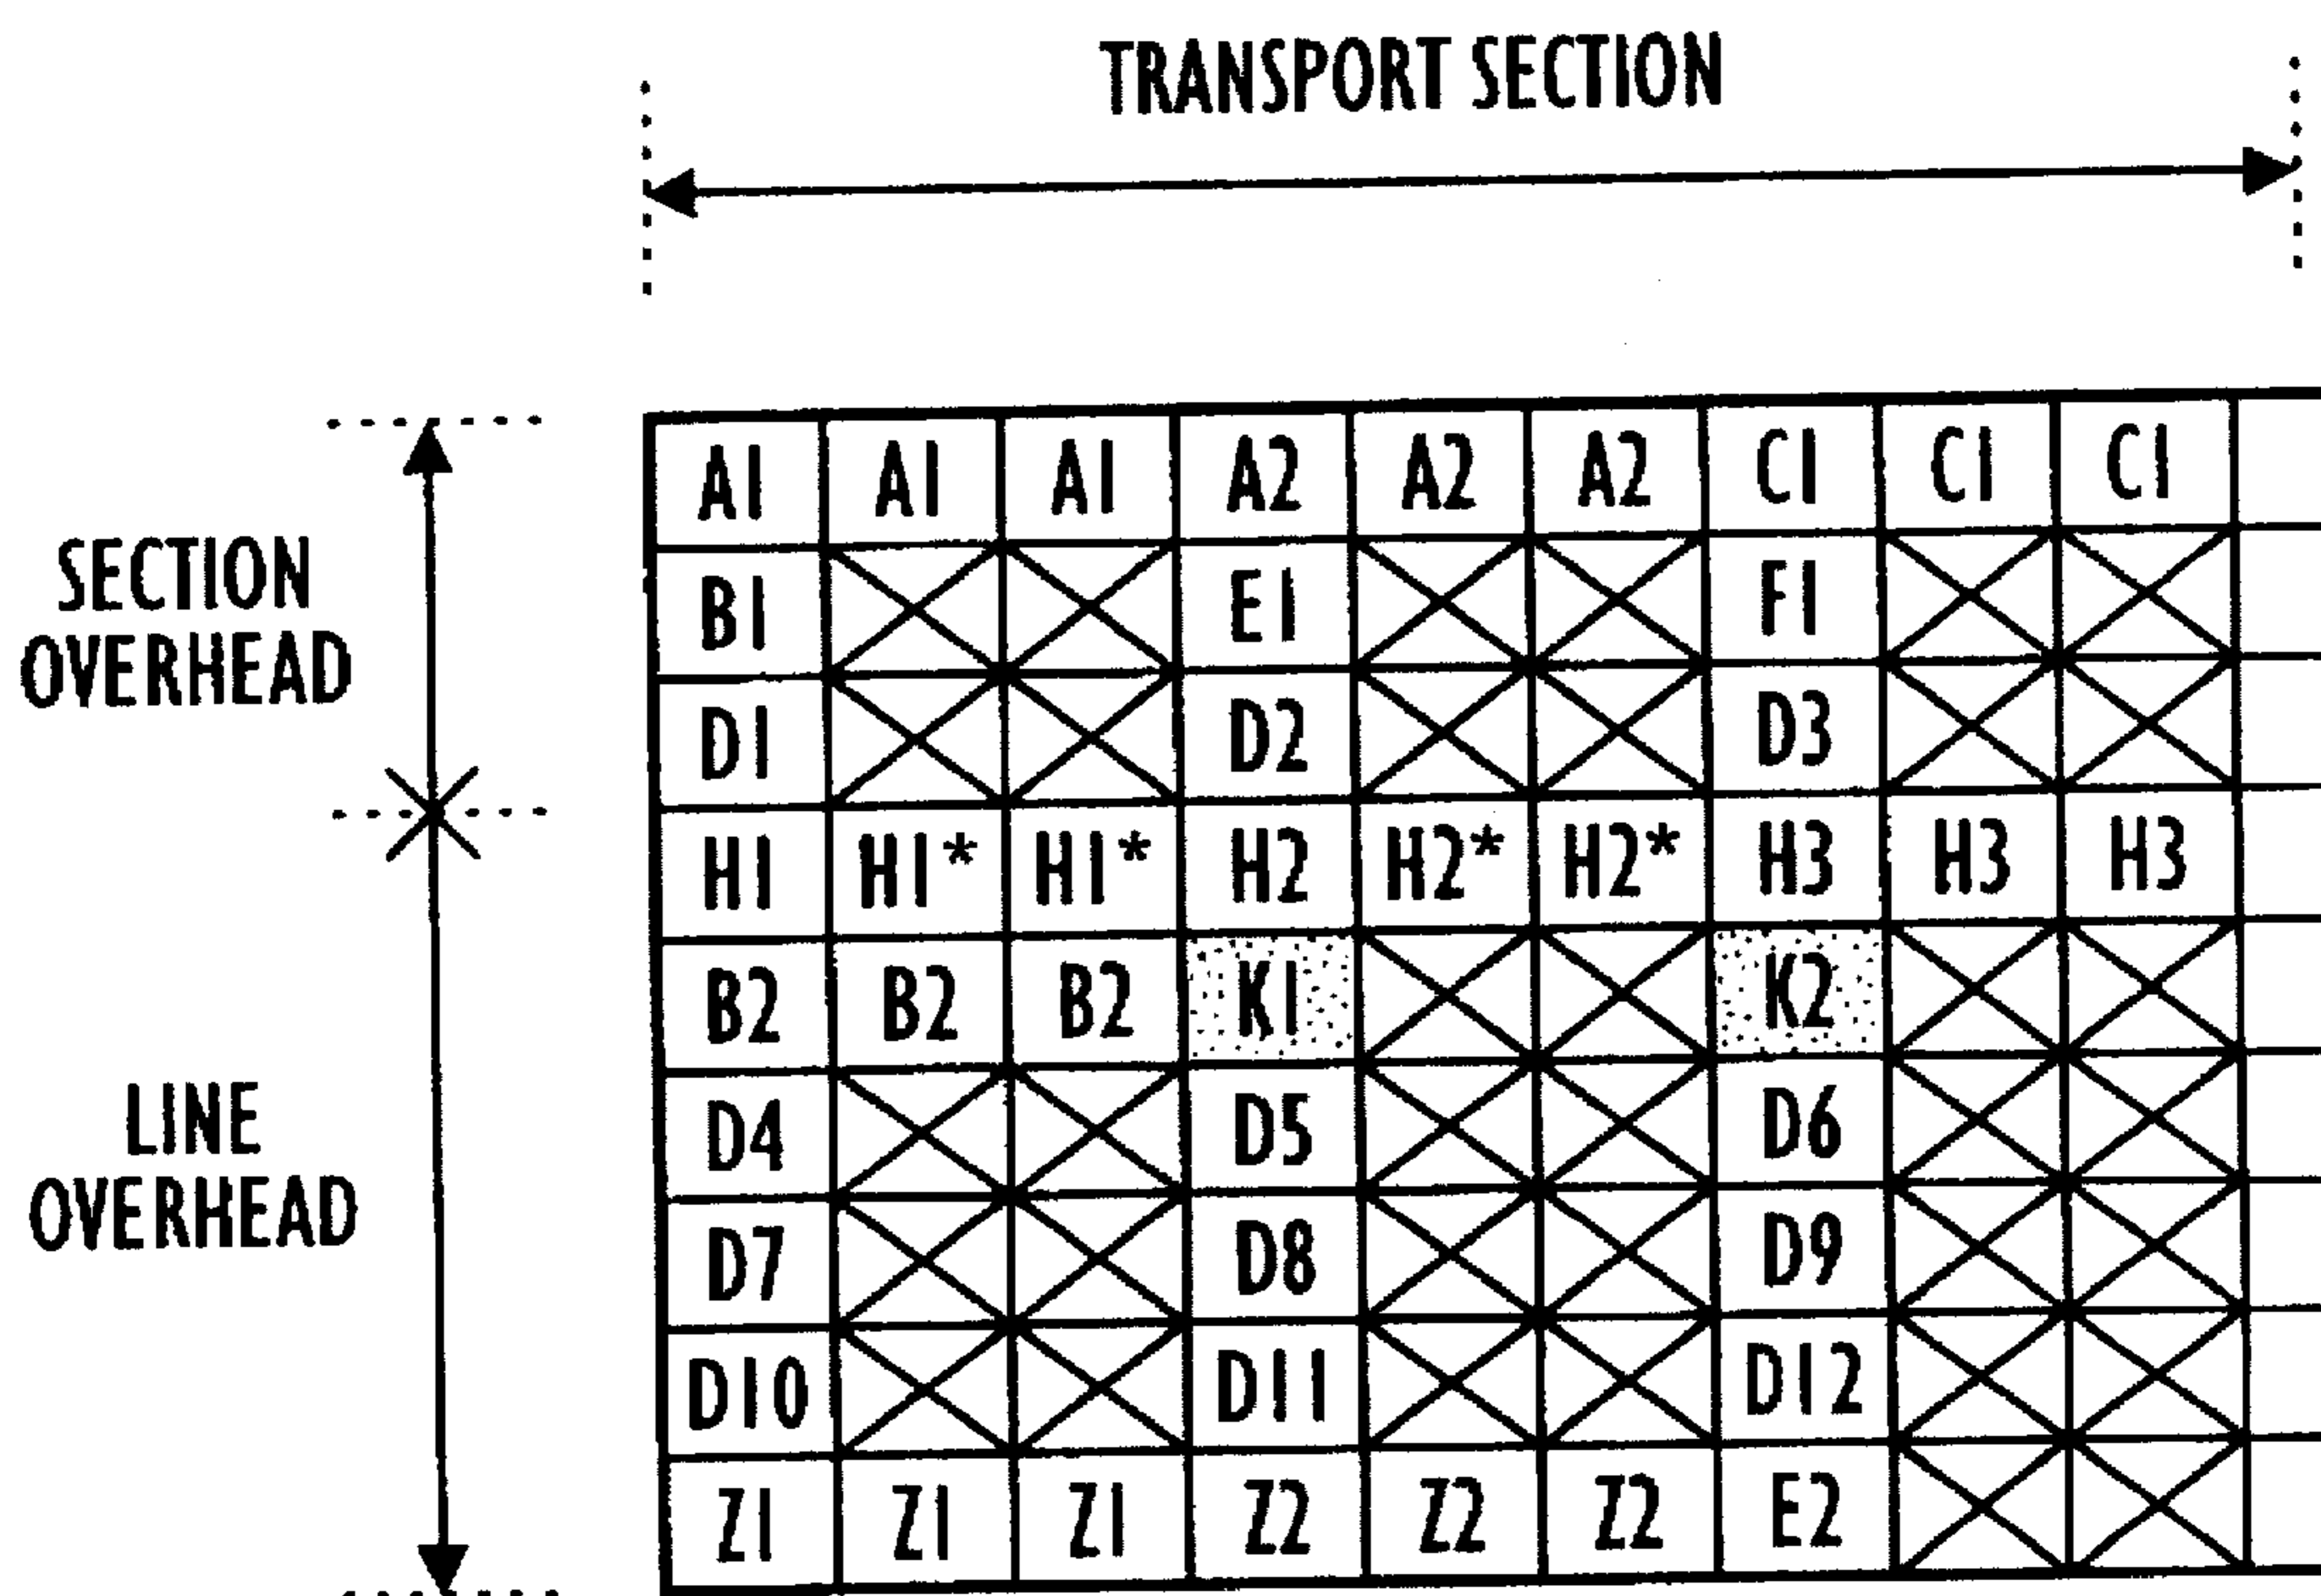 TRANSPORT SECTION
SECTION
OVERHEAD
LINE
OVERHEAD
A1 A1 A1 A2 A2 A2 C1 C1 C1
B1 E1 F1
D1 D2 D3
H1 H1* H1* H2 H2* H2* H3 H3 H3
B2 B2 B2 K1 K2
D4 D5 D6
D7 D8 D9
D10 D11 D12
Z1 Z1 Z1 Z2 Z2 Z2 E2